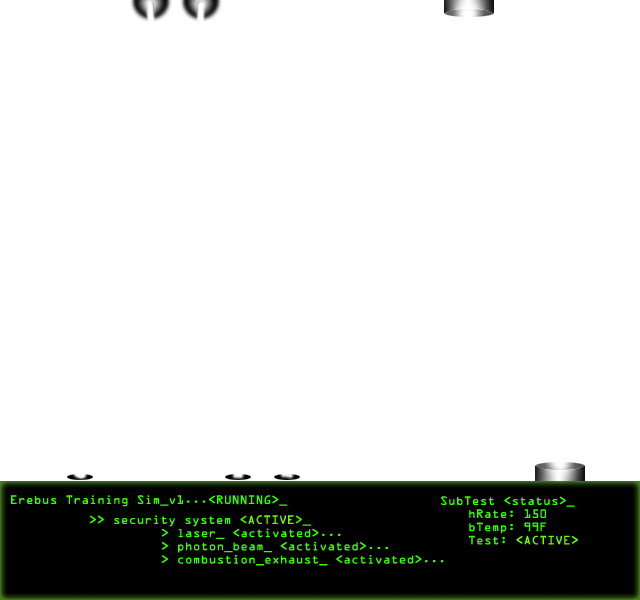 Erebus Training Sim_v1...<RUNNING>_
>> security system <ACTIVE>_
> laser_ <activated>...
> photon_beam_ <activated>...
> combustion_exhaust_ <activated>...
SubTest <status>_
hRate: 150
bTemp: 99F
Test: <ACTIVE>